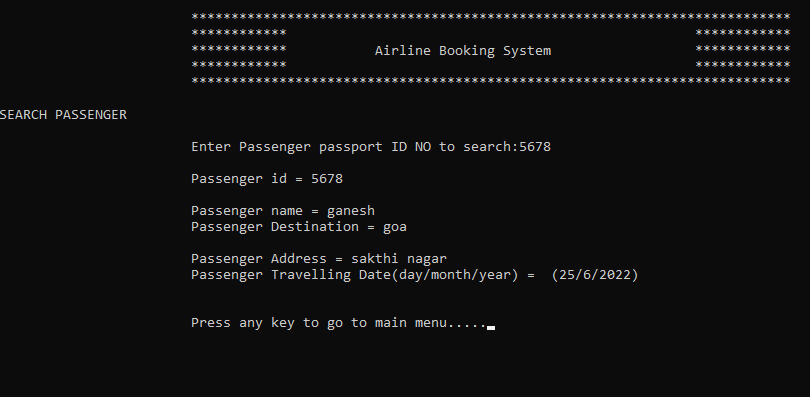 ***************************************************************************
************ ************
************ Airline Booking System ************
************ ************
***************************************************************************
SEARCH PASSENGER
Enter Passenger passport ID NO to search:5678
Passenger id = 5678
Passenger name = ganesh
Passenger Destination = goa
Passenger Address = sakthi nagar
Passenger Travelling Date(day/month/year) =  (25/6/2022)
Press any key to go to main menu.....